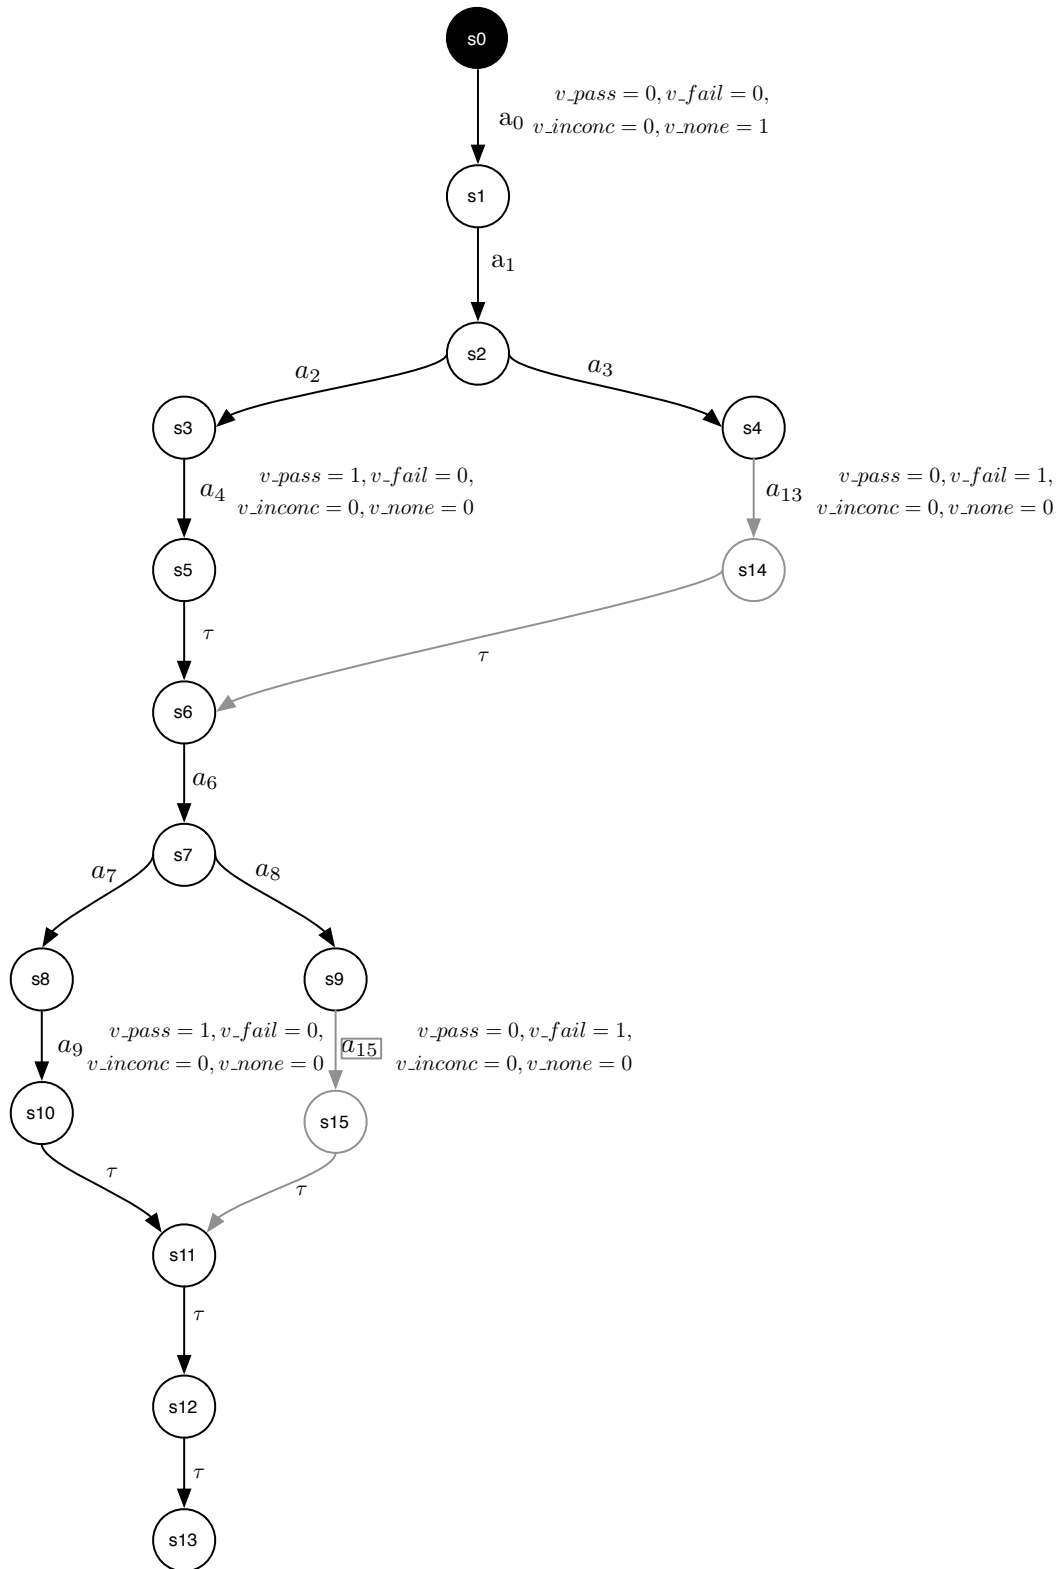 s0
v_pass = 0, v_fail = 0,
a₀ v_inconc = 0, v_none = 1
s1
a₁
s2
a₂
a₃
s3
s4
v_pass = 1, v_fail = 0,
a₄ v_inconc = 0, v_none = 0
v_pass = 0, v_fail = 1,
a₁₃ v_inconc = 0, v_none = 0
s5
s14
τ
τ
s6
a₆
s7
a₇
a₈
s8
s9
v_pass = 1, v_fail = 0,
a₉ v_inconc = 0, v_none = 0
v_pass = 0, v_fail = 1,
a₁₅ v_inconc = 0, v_none = 0
s10
s15
τ
τ
s11
τ
s12
τ
s13